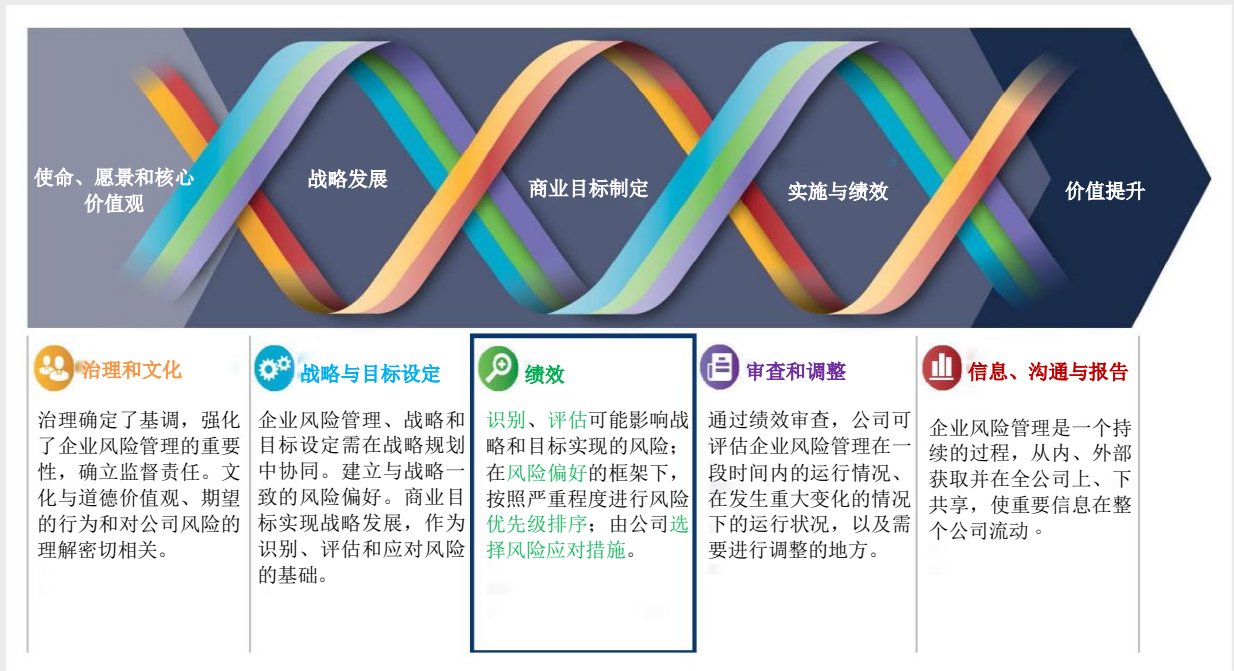 使命、愿景和核心
价值观
战略发展
商业目标制定
实施与绩效
价值提升
治理和文化
治理确定了基调，强化
了企业风险管理的重要
性，确立监督责任。文
化与道德价值观、期望
的行为和对公司风险的
理解密切相关。
战略与目标设定
企业风险管理、战略和
目标设定需在战略规划
中协同。建立与战略一
致的风险偏好。商业目
标实现战略发展，作为
识别、评估和应对风险
的基础。
绩效
识别、评估可能影响战
略和目标实现的风险；
在风险偏好的框架下，
按照严重程度进行风险
优先级排序；由公司选
择风险应对措施。
审查和调整
通过绩效审查，公司可
评估企业风险管理在一
段时间内的运行情况、
在发生重大变化的情况
下的运行状况，以及需
要进行调整的地方。
信息、沟通与报告
企业风险管理是一个持
续的过程，从内、外部
获取并在全公司上、下
共享，使重要信息在整
个公司流动。